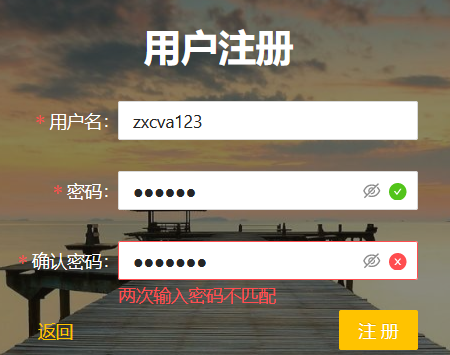 用户注册
* 用户名: zxcva123
* 密码: ●●●●●●
* 确认密码: ●●●●●●●
两次输入密码不匹配
返回 注 册